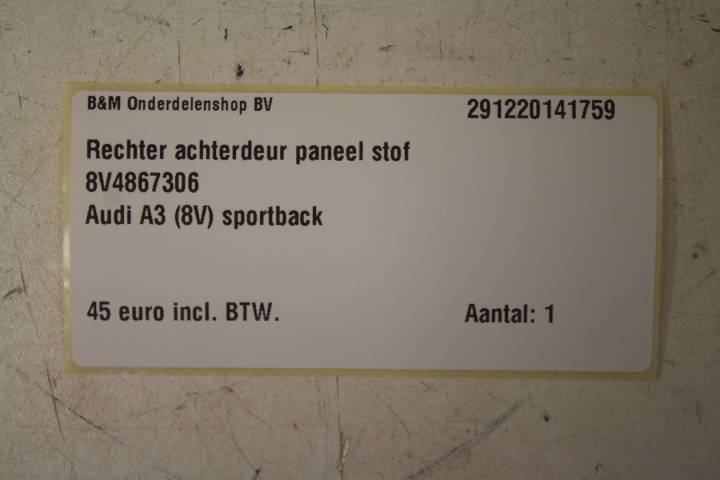 B&M Onderdelenshop BV 291220141759
Rechter achterdeur paneel stof
8V4867306
Audi A3 (8V) sportback
45 euro incl. BTW. Aantal: 1